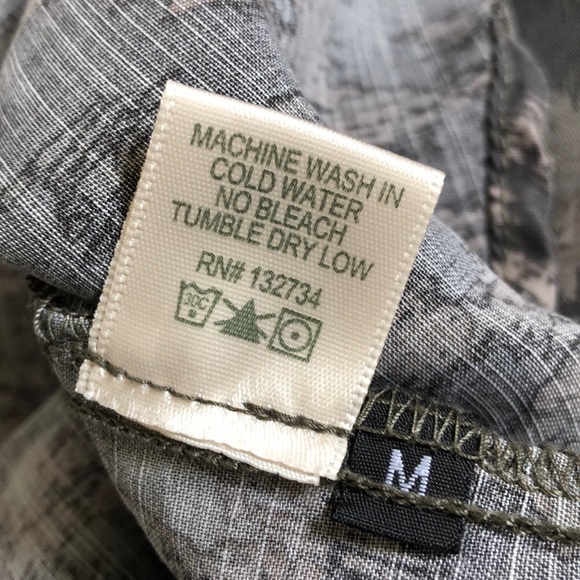 MACHINE WASH IN
COLD WATER
NO BLEACH
TUMBLE DRY LOW
RN# 132734
30C
M